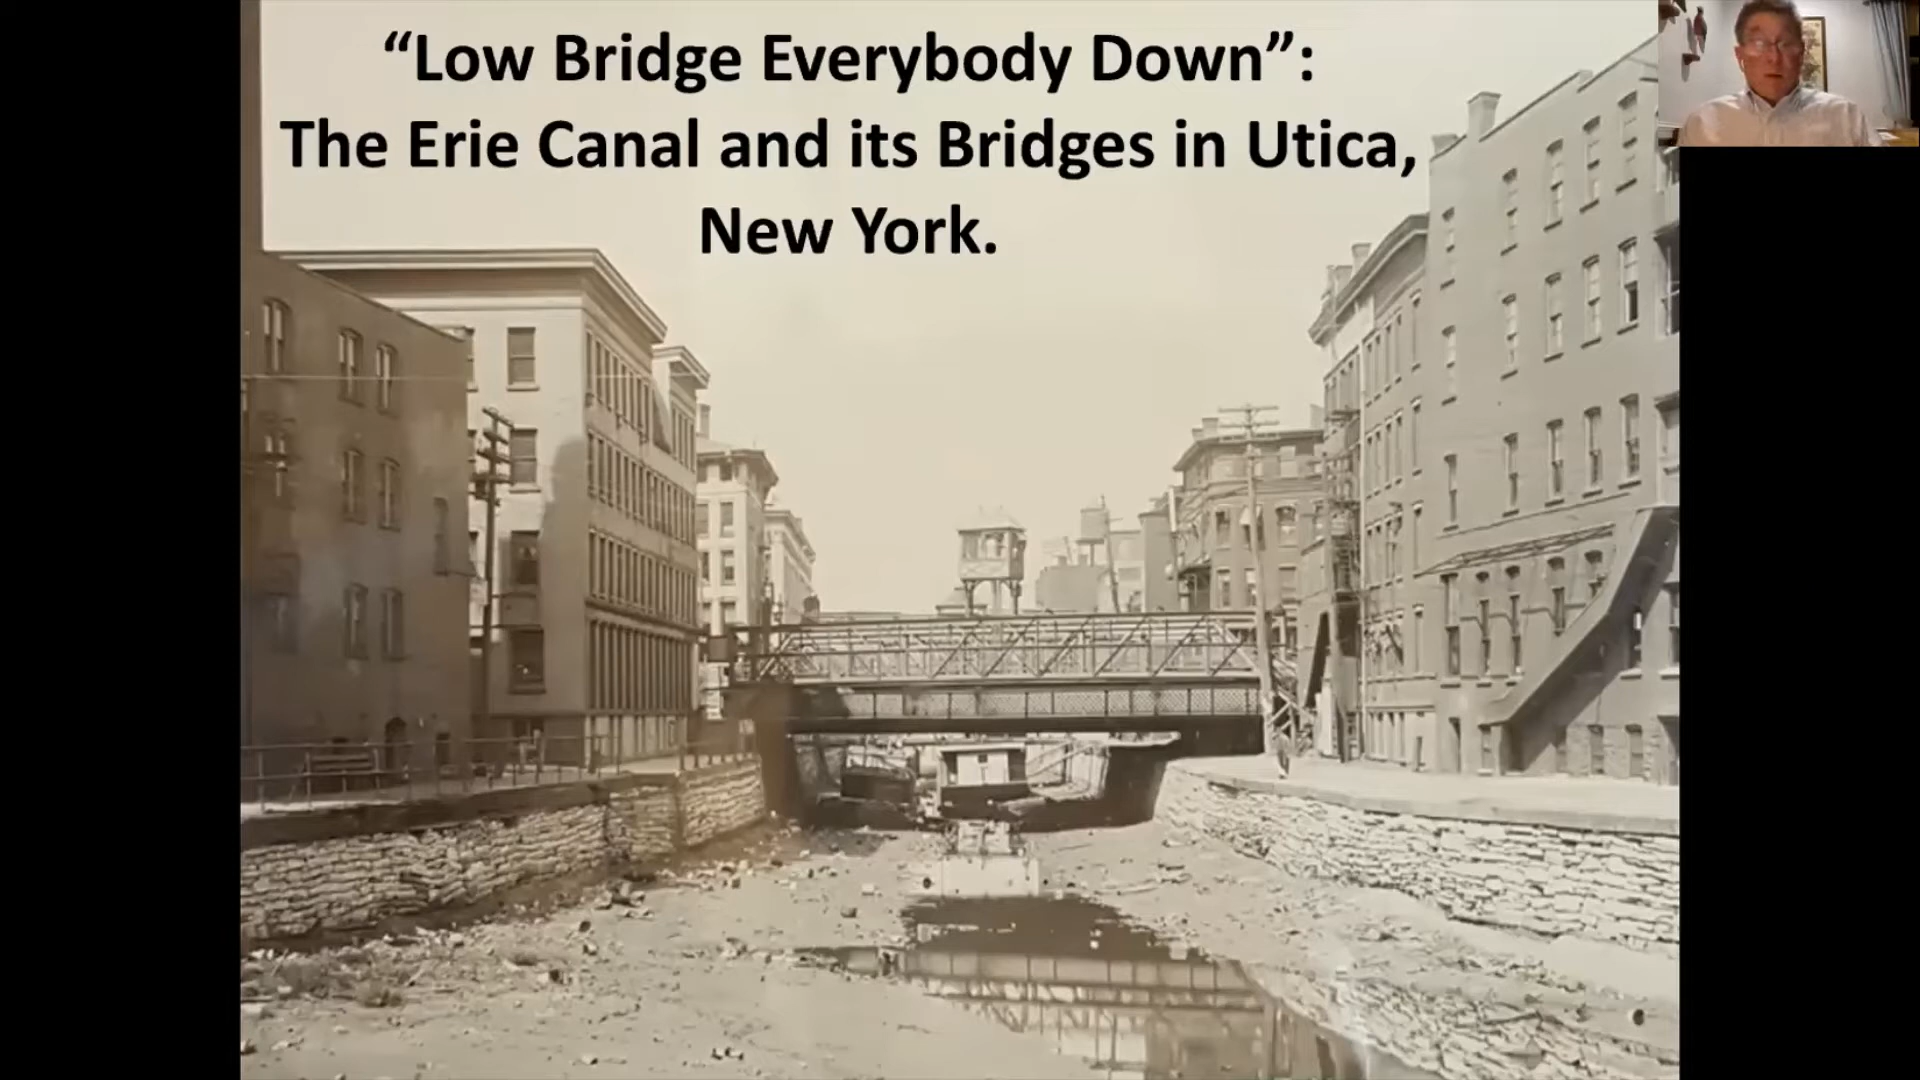 “Low Bridge Everybody Down”:
The Erie Canal and its Bridges in Utica,
New York.